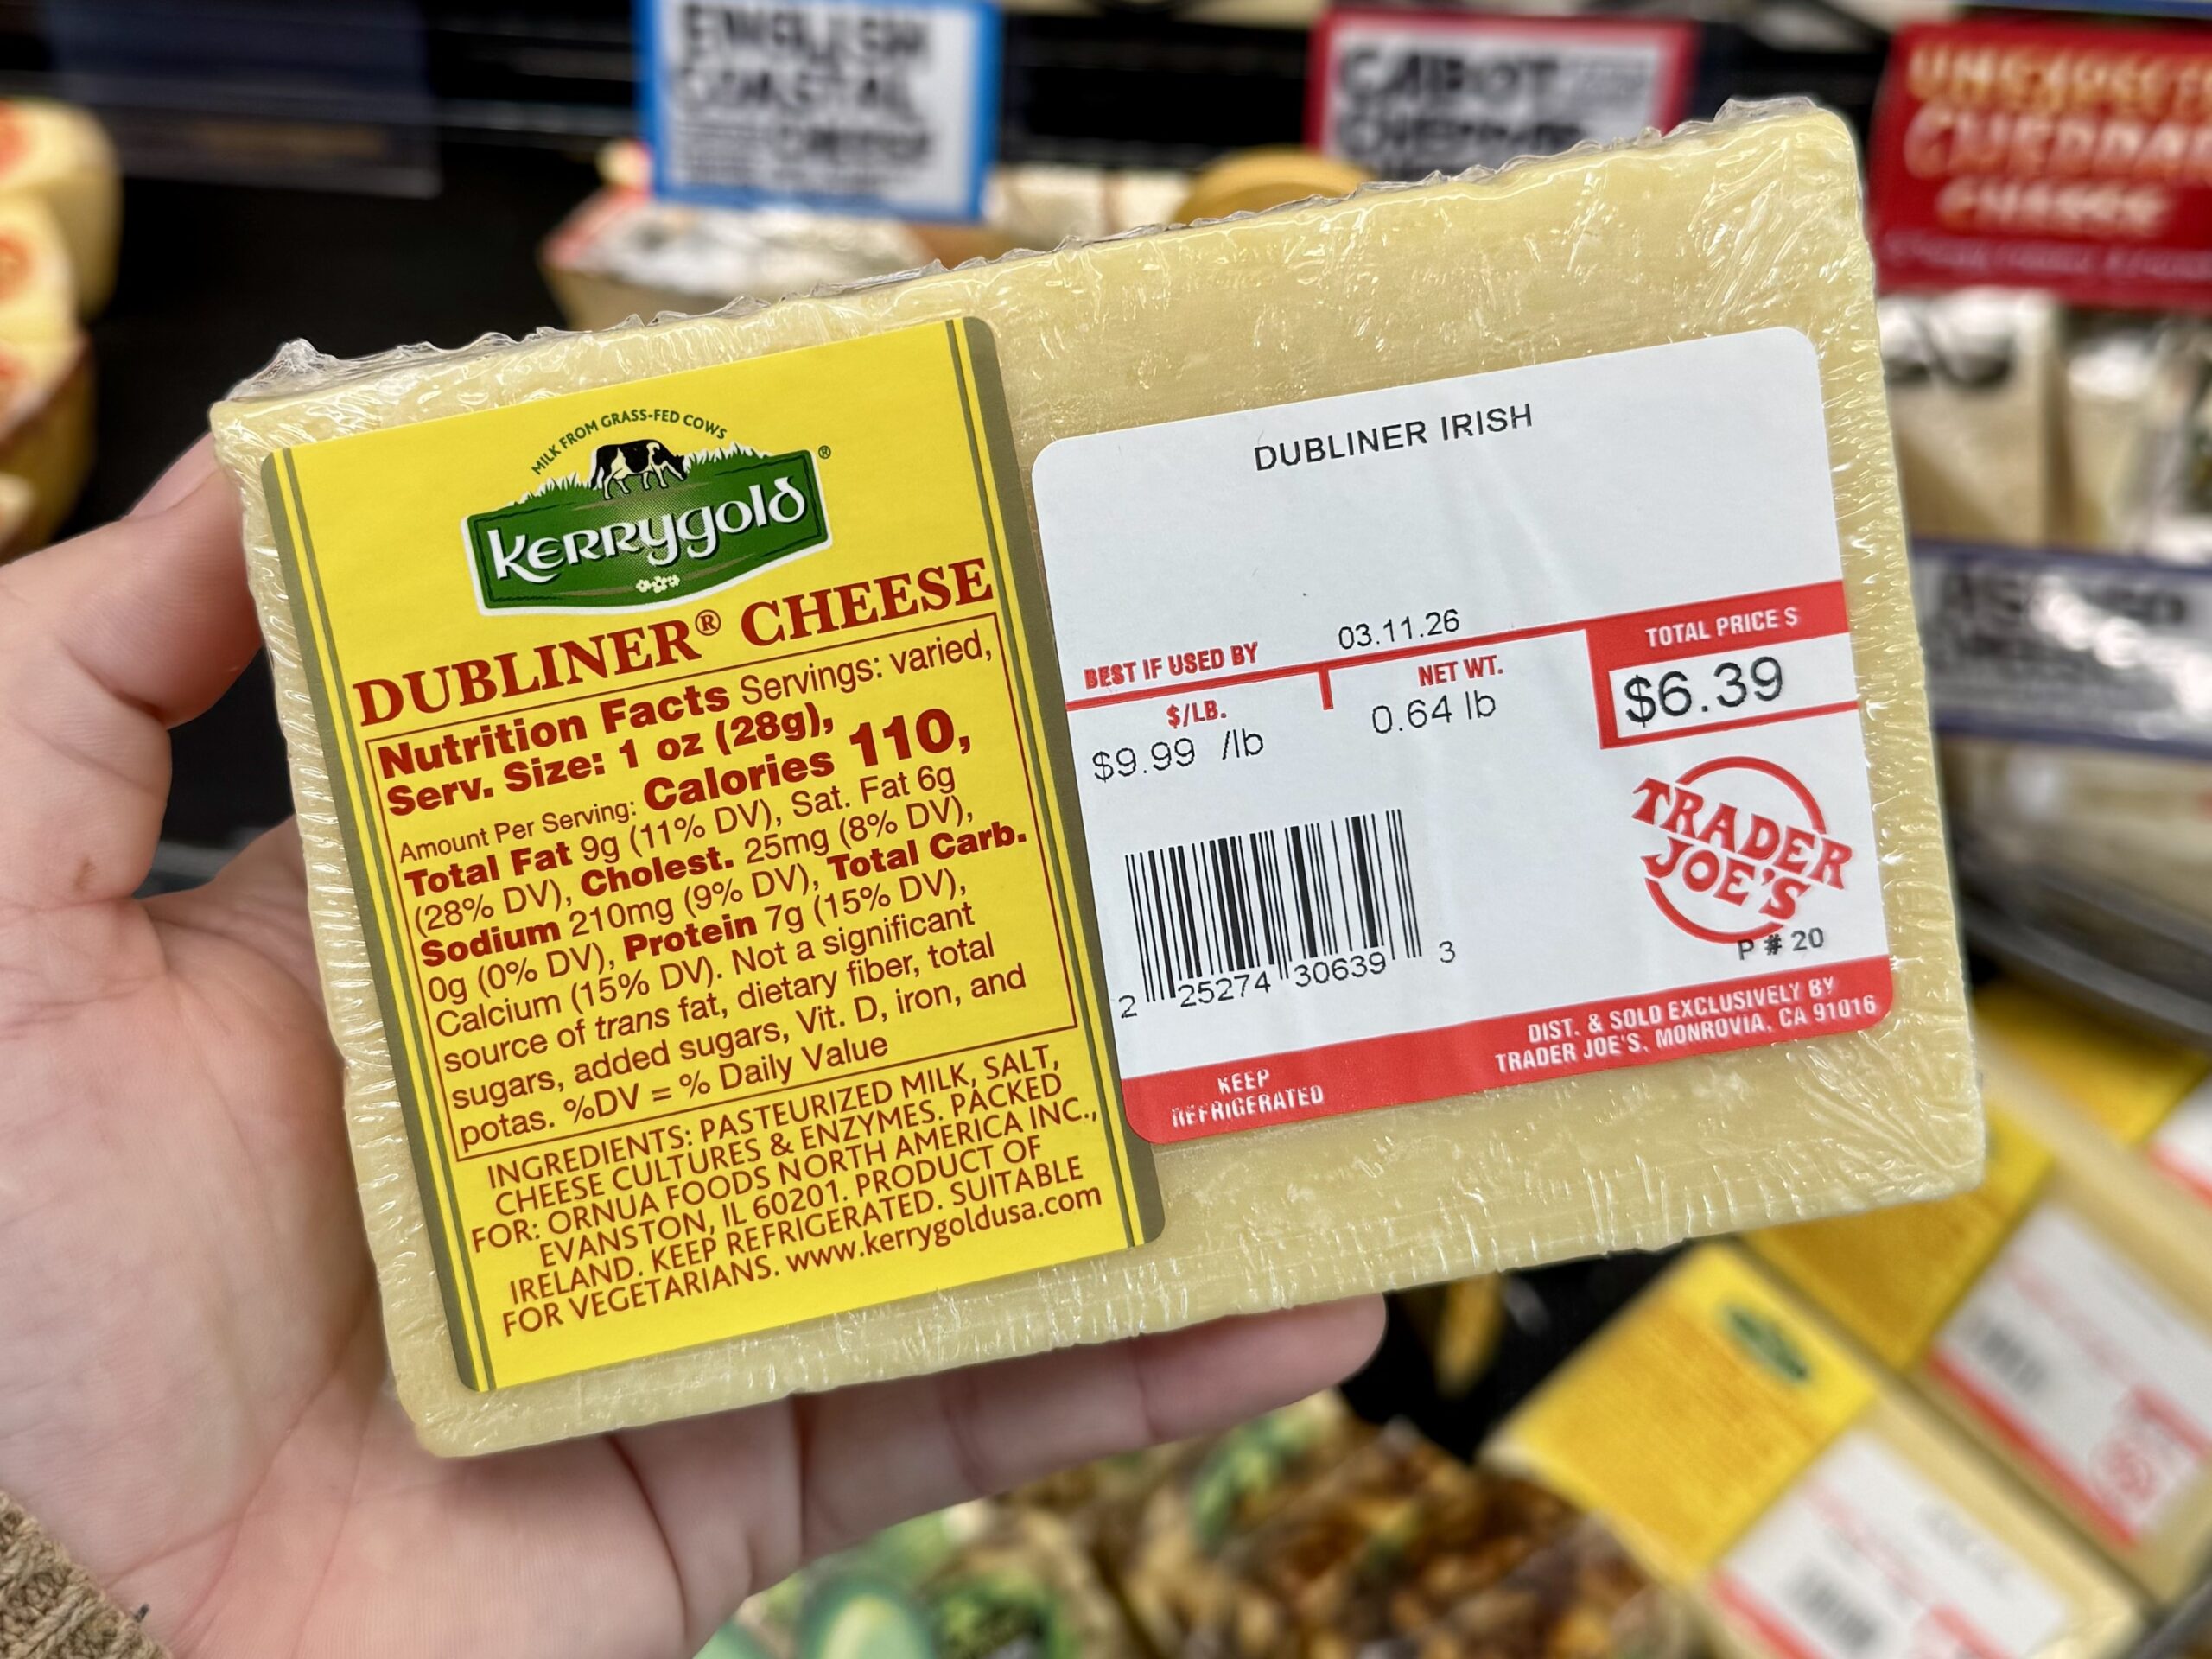 ENGLISH
COASTAL
CHEDDAR
CABOT
UNEXPECTED
CHEDDAR
CHEESE
MILK FROM GRASS-FED COWS
Kerrygold®
DUBLINER® CHEESE
Nutrition Facts Servings: varied,
Serv. Size: 1 oz (28g),
Amount Per Serving: Calories 110,
Total Fat 9g (11% DV), Sat. Fat 6g
(28% DV), Cholest. 25mg (8% DV),
Sodium 210mg (9% DV), Total Carb.
0g (0% DV), Protein 7g (15% DV),
Calcium (15% DV). Not a significant
source of trans fat, dietary fiber, total
sugars, added sugars, Vit. D, iron, and
potas. %DV = % Daily Value
INGREDIENTS: PASTEURIZED MILK, SALT,
CHEESE CULTURES & ENZYMES. PACKED
FOR: ORNUA FOODS NORTH AMERICA INC.,
EVANSTON, IL 60201. PRODUCT OF
IRELAND. KEEP REFRIGERATED. SUITABLE
FOR VEGETARIANS. www.kerrygoldusa.com
DUBLINER IRISH
BEST IF USED BY 03.11.26
$/LB. NET WT. TOTAL PRICE $
$9.99 /lb 0.64 lb $6.39
TRADER
JOE'S
P # 20
2 25274 30639 3
KEEP
REFRIGERATED
DIST. & SOLD EXCLUSIVELY BY
TRADER JOE'S, MONROVIA, CA 91016